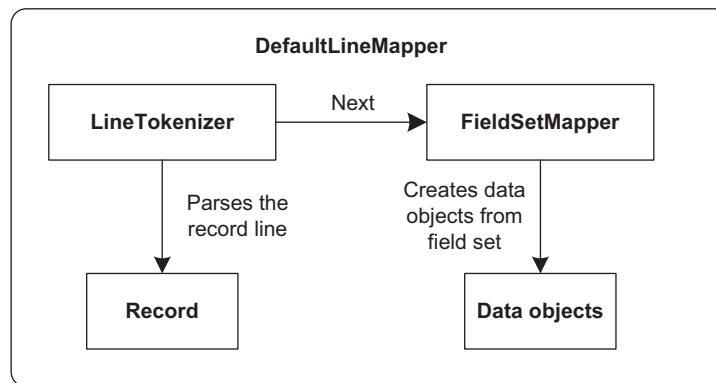 DefaultLineMapper
LineTokenizer
Next
FieldSetMapper
Parses the
record line
Creates data
objects from
field set
Record
Data objects